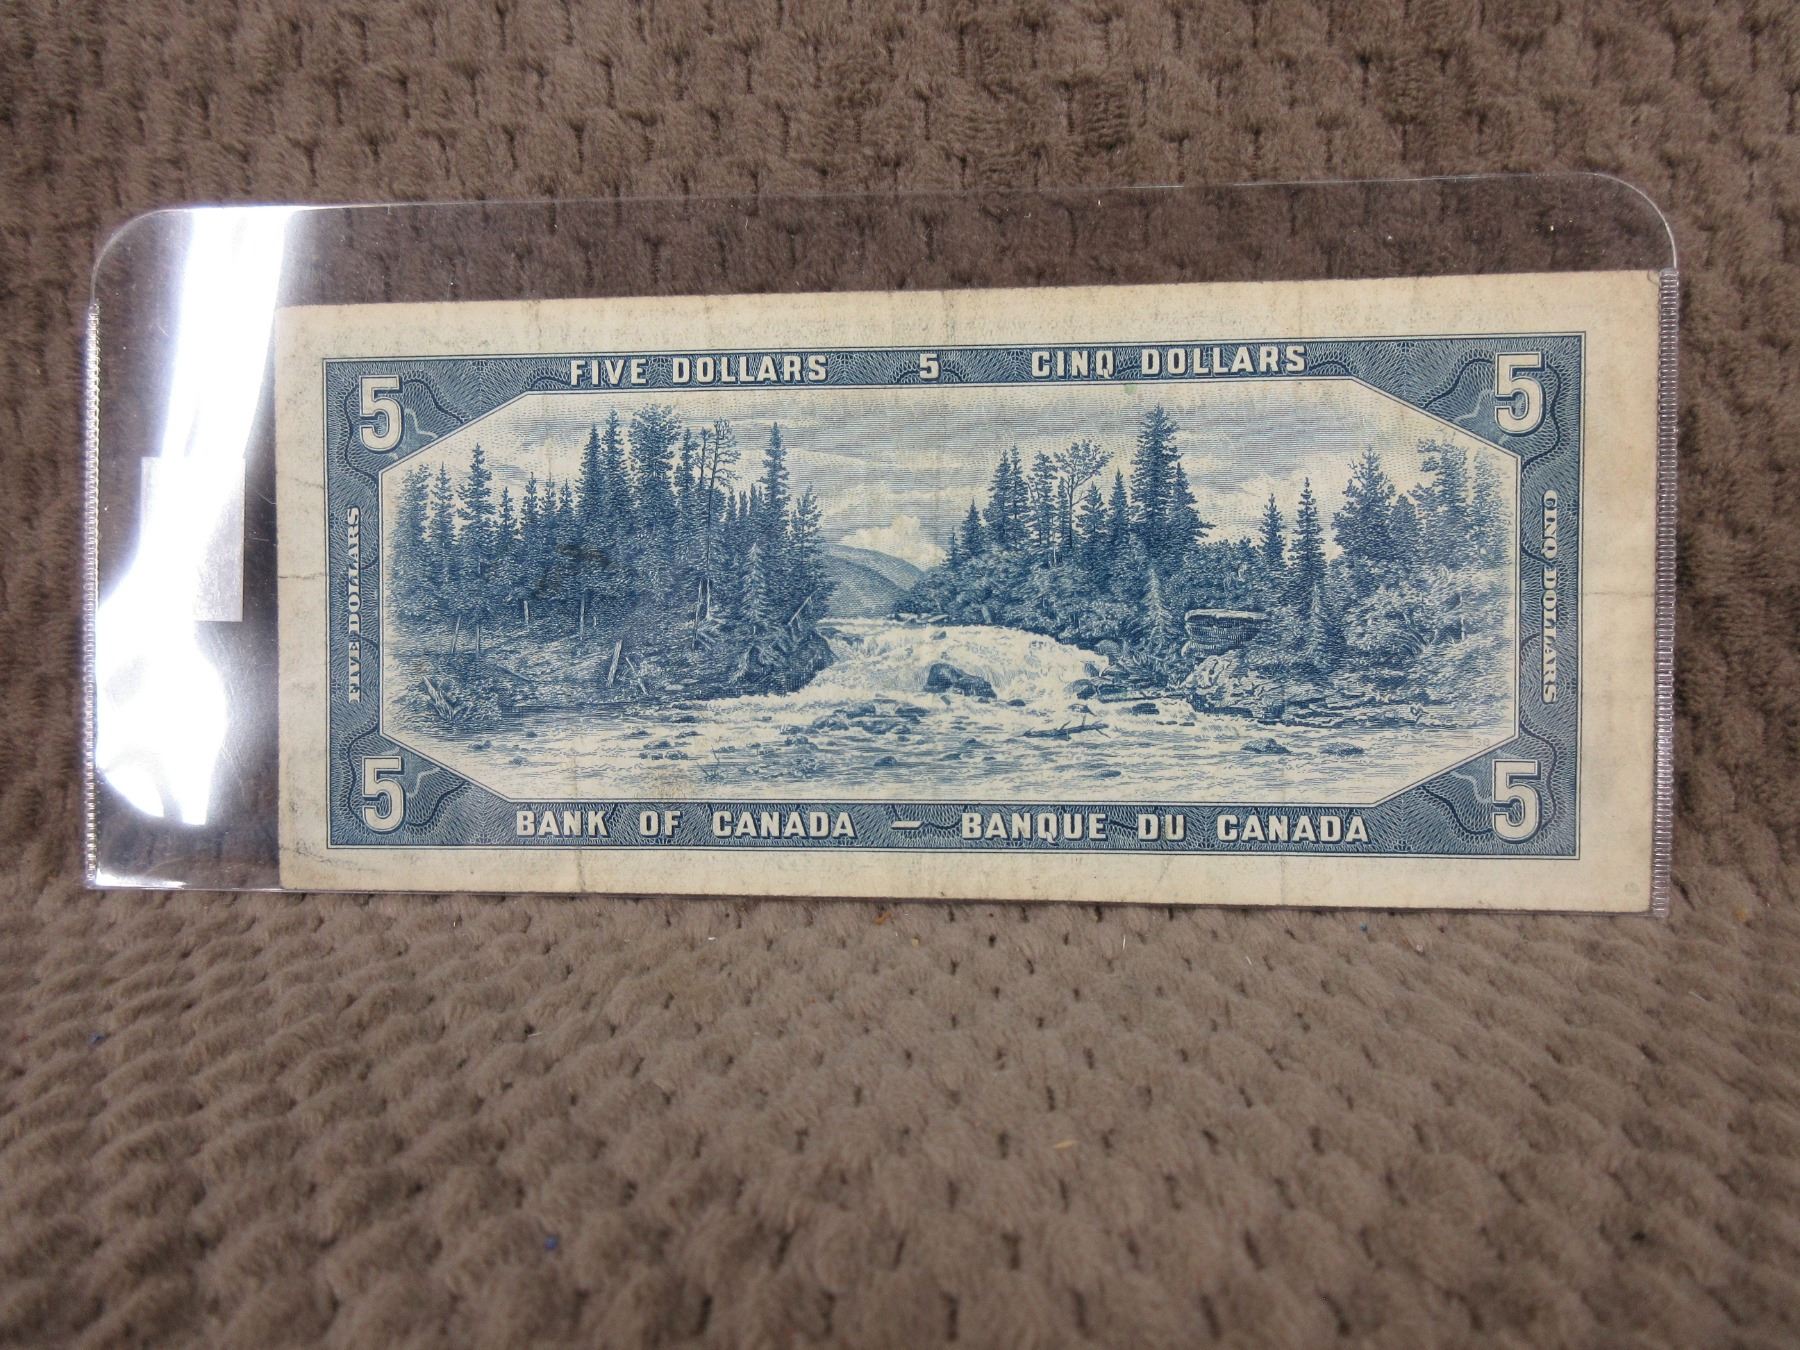 FIVE DOLLARS 5 CINQ DOLLARS
5 5
FIVE DOLLARS
CINQ DOLLARS
5 5
BANK OF CANADA — BANQUE DU CANADA